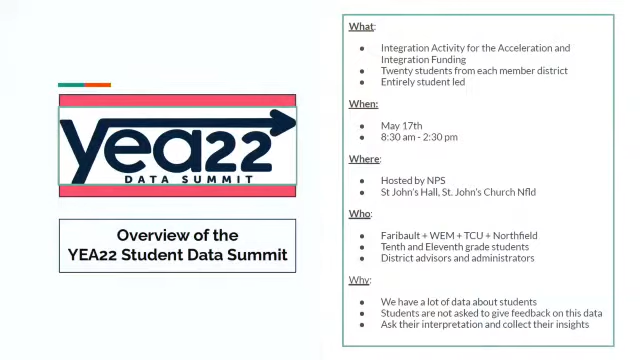 yea22
DATA SUMMIT
Overview of the
YEA22 Student Data Summit
What:
● Integration Activity for the Acceleration and
Integration Funding
● Twenty students from each member district
● Entirely student led
When:
● May 17th
● 8:30 am - 2:30 pm
Where:
● Hosted by NPS
● St John's Hall, St. John's Church Nfld
Who:
● Faribault + WEM + TCU + Northfield
● Tenth and Eleventh grade students
● District advisors and administrators
Why:
● We have a lot of data about students
● Students are not asked to give feedback on this data
● Ask their interpretation and collect their insights